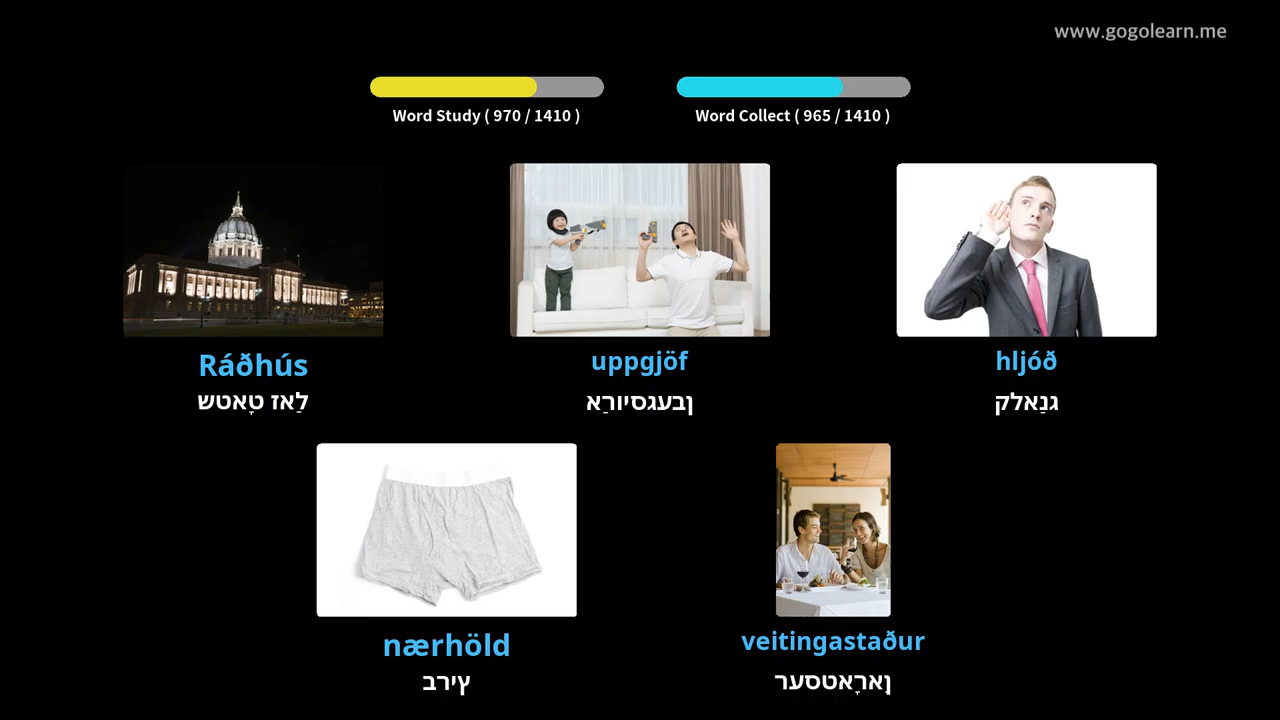 www.gogolearn.me
Word Study ( 970 / 1410 )
Word Collect ( 965 / 1410 )
Ráðhús
לַאז טָאטש
uppgjöf
ןבעגסיורַא
hljóð
גנַאלק
nærhöld
ץירב
veitingastaður
ןַארָאטסער